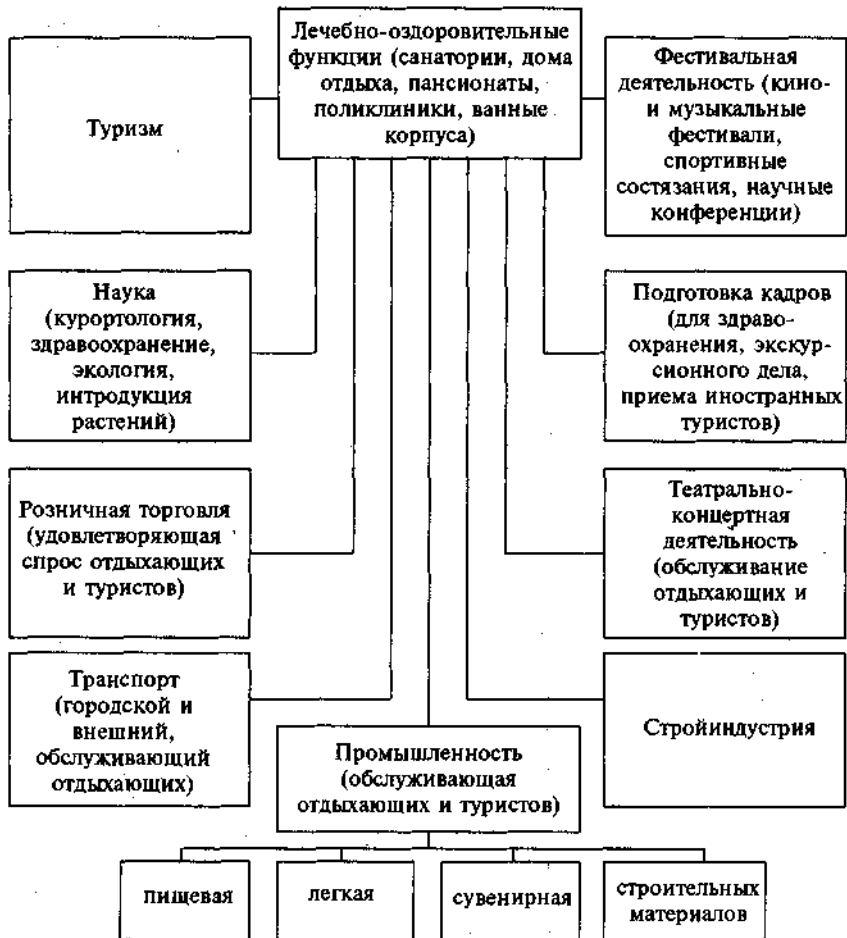 Лечебно-оздоровительные
функции (санатории, дома
отдыха, пансионаты,
поликлиники, ванные
корпуса)
Туризм
Фестивальная
деятельность (кино-
и музыкальные
фестивали,
спортивные
состязания, научные
конференции)
Наука
(курортология,
здравоохранение,
экология,
интродукция
растений)
Подготовка кадров
(для здраво-
охранения, экскур-
сионного дела,
приема иностранных
туристов)
Розничная торговля
(удовлетворяющая
спрос отдыхающих
и туристов)
Театрально-
концертная
деятельность
(обслуживание
отдыхающих и
туристов)
Транспорт
(городской и
внешний,
обслуживающий
отдыхающих)
Стройиндустрия
Промышленность
(обслуживающая
отдыхающих и туристов)
пищевая
легкая
сувенирная
строительных
материалов